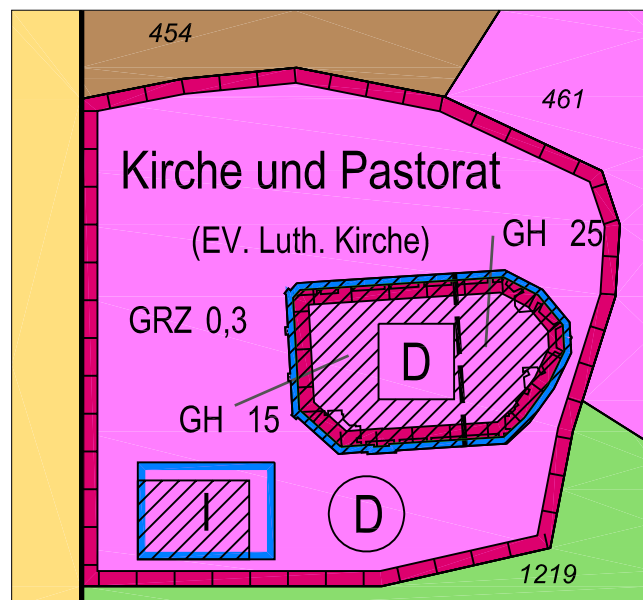 454
461
Kirche und Pastorat
(EV. Luth. Kirche)
GH 25
GRZ 0,3
D
GH 15
I
D
1219